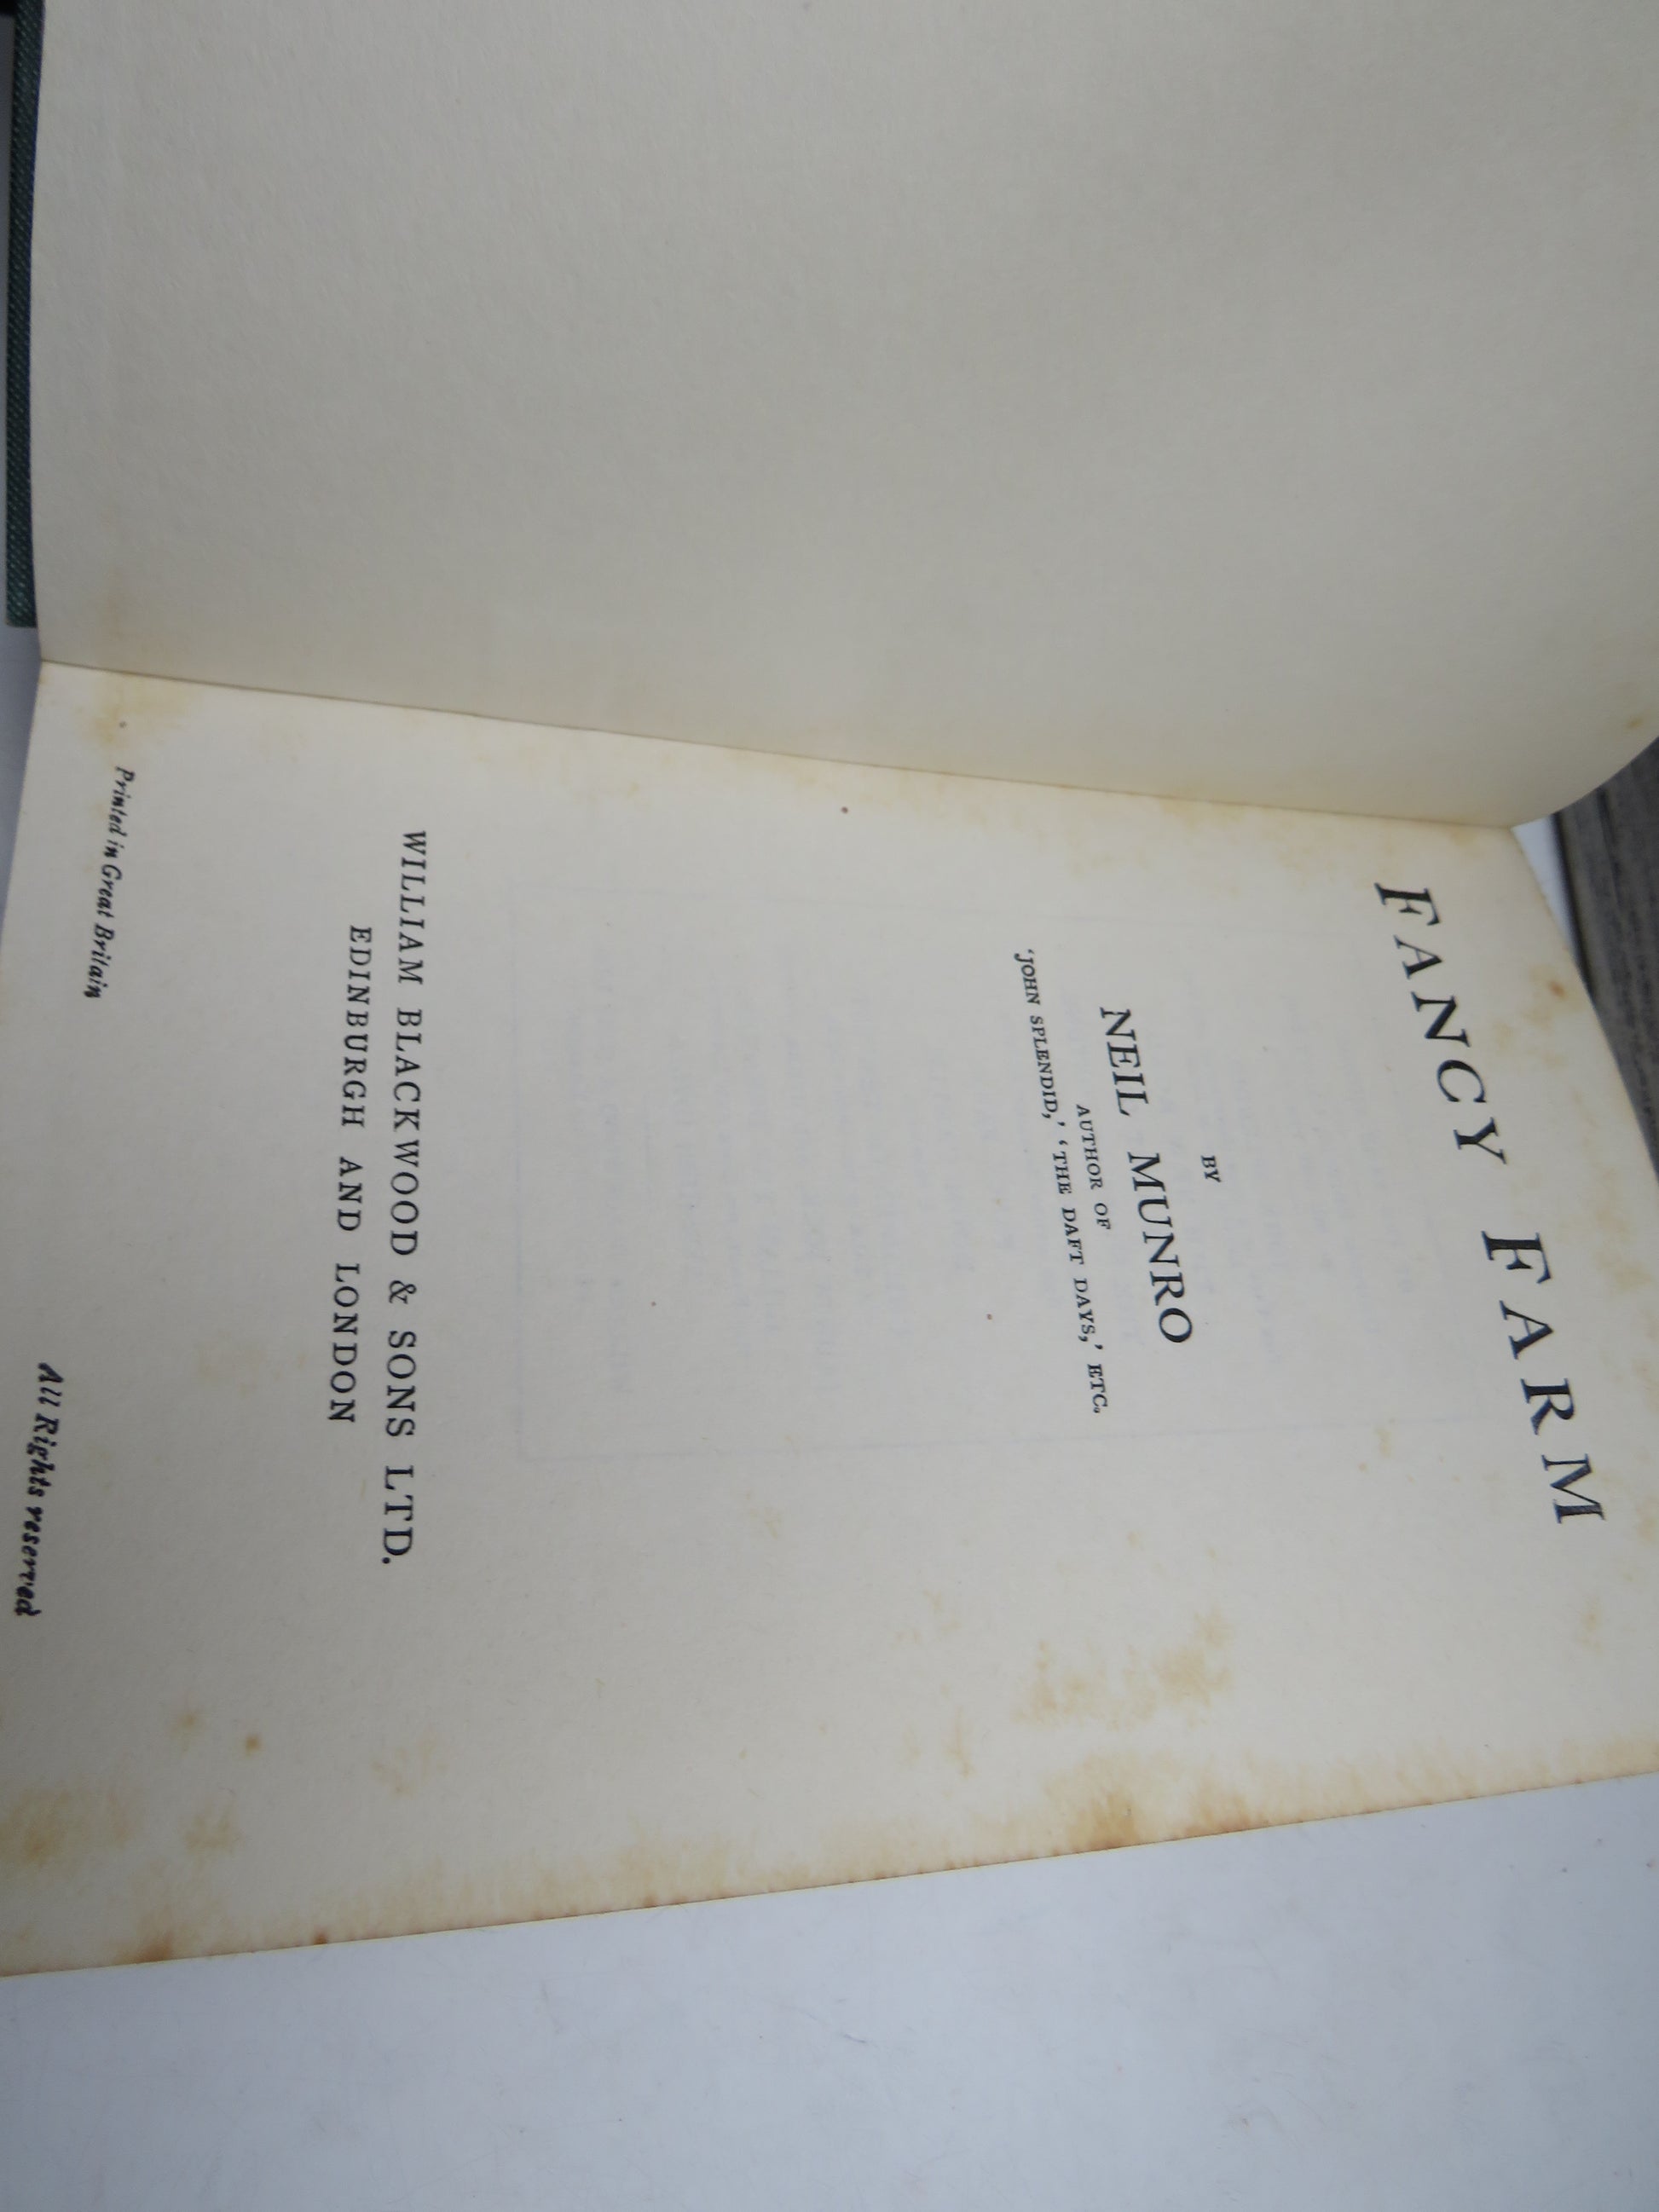 FANCY FARM
BY
NEIL MUNRO
AUTHOR OF
'JOHN SPLENDID,' 'THE DAFT DAYS,' ETC.
WILLIAM BLACKWOOD & SONS LTD.
EDINBURGH AND LONDON
Printed in Great Britain
All Rights reserved